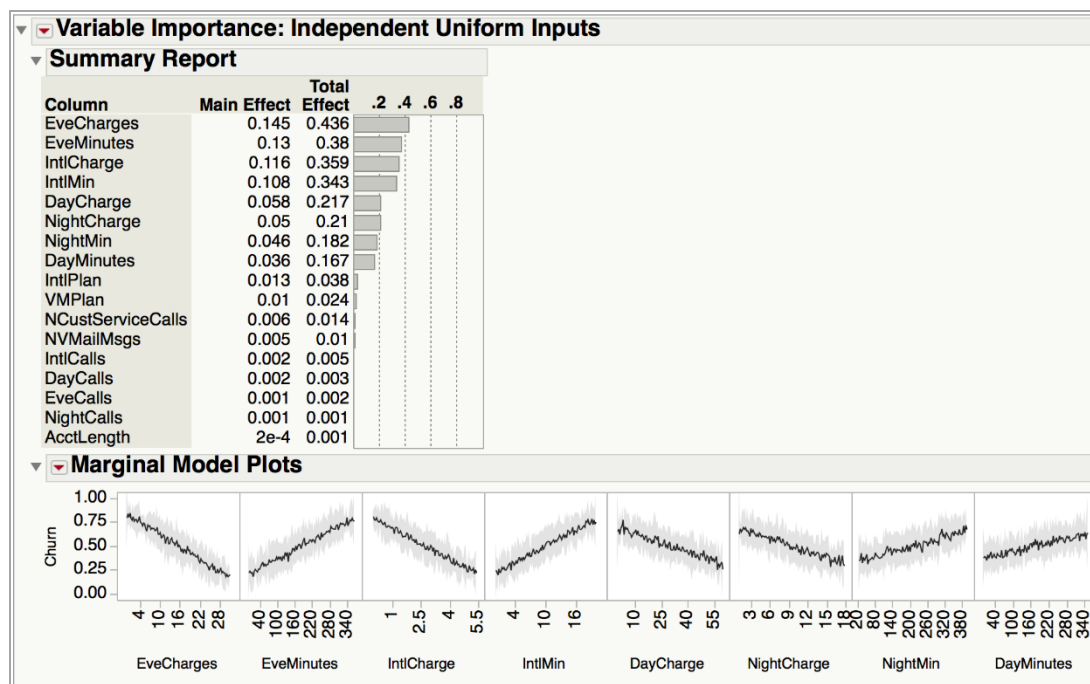 Variable Importance: Independent Uniform Inputs
Summary Report
Column Main Effect Total Effect .2 .4 .6 .8
EveCharges 0.145 0.436
EveMinutes 0.13 0.38
IntlCharge 0.116 0.359
IntlMin 0.108 0.343
DayCharge 0.058 0.217
NightCharge 0.05 0.21
NightMin 0.046 0.182
DayMinutes 0.036 0.167
IntlPlan 0.013 0.038
VMPlan 0.01 0.024
NCustServiceCalls 0.006 0.014
NVMailMsgs 0.005 0.01
IntlCalls 0.002 0.005
DayCalls 0.002 0.003
EveCalls 0.001 0.002
NightCalls 0.001 0.001
AcctLength 2e-4 0.001
Marginal Model Plots
Churn
1.00
0.75
0.50
0.25
0.00
4 10 16 22 28 40 100 160 220 280 340 1 2.5 4 5.5 4 10 16 10 25 40 55 3 6 9 12 15 18 20 80 140 200 260 320 380 40 100 160 220 280 340
EveCharges EveMinutes IntlCharge IntlMin DayCharge NightCharge NightMin DayMinutes